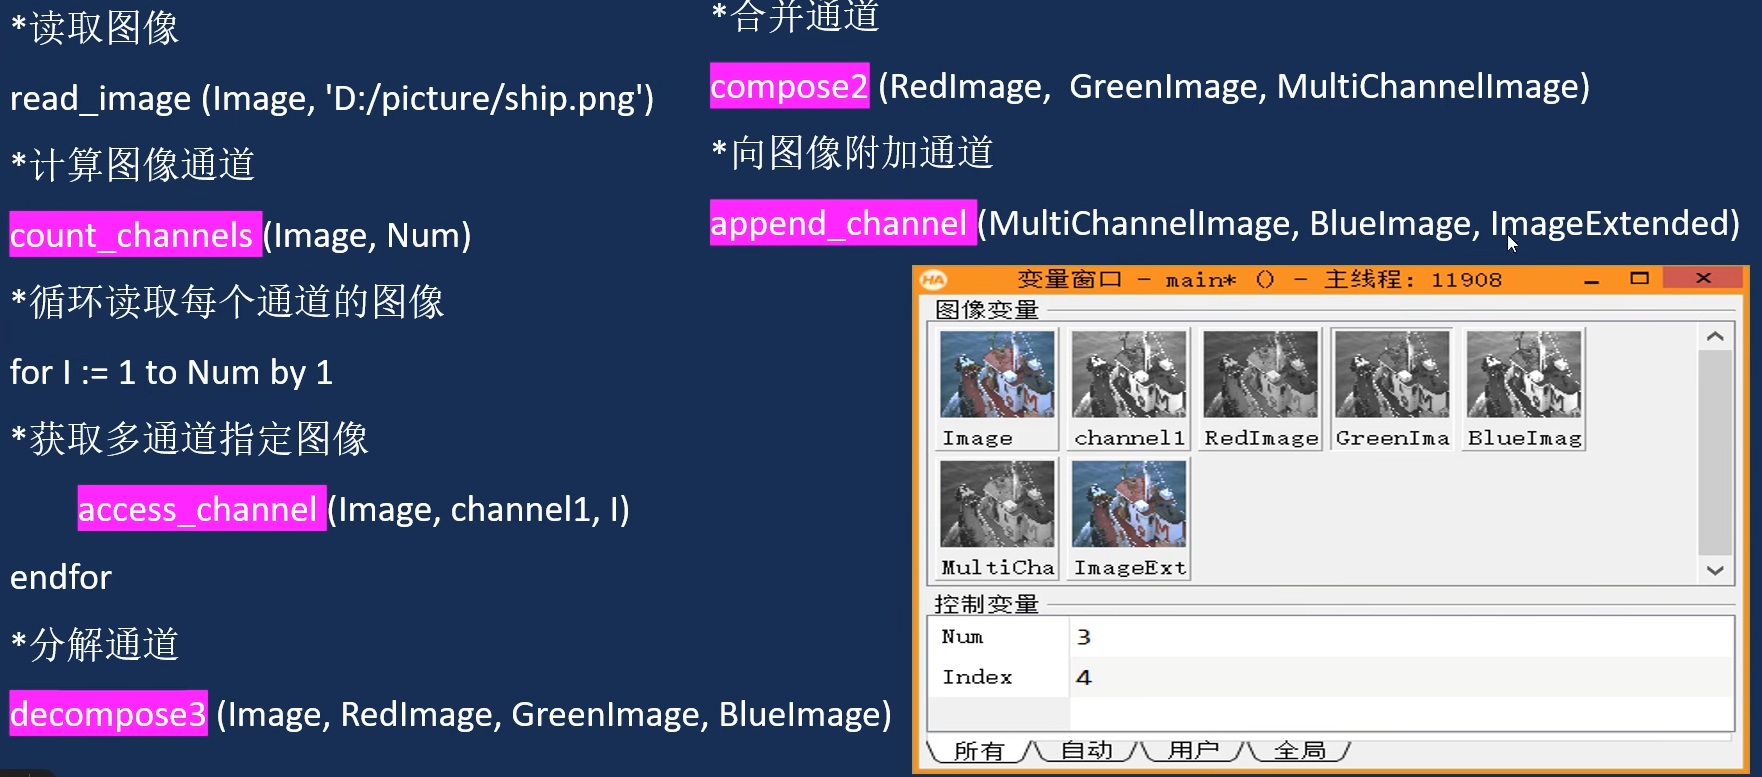 *读取图像
read_image (Image, 'D:/picture/ship.png')
*计算图像通道
count_channels (Image, Num)
*循环读取每个通道的图像
for I := 1 to Num by 1
*获取多通道指定图像
access_channel (Image, channel1, I)
endfor
*分解通道
decompose3 (Image, RedImage, GreenImage, BlueImage)
*合并通道
compose2 (RedImage, GreenImage, MultiChannelImage)
*向图像附加通道
append_channel (MultiChannelImage, BlueImage, ImageExtended)
变量窗口 - main* () - 主线程: 11908
图像变量
Image channel1 RedImage GreenIma BlueImag
MultiCha ImageExt
控制变量
Num 3
Index 4
所有 自动 用户 全局